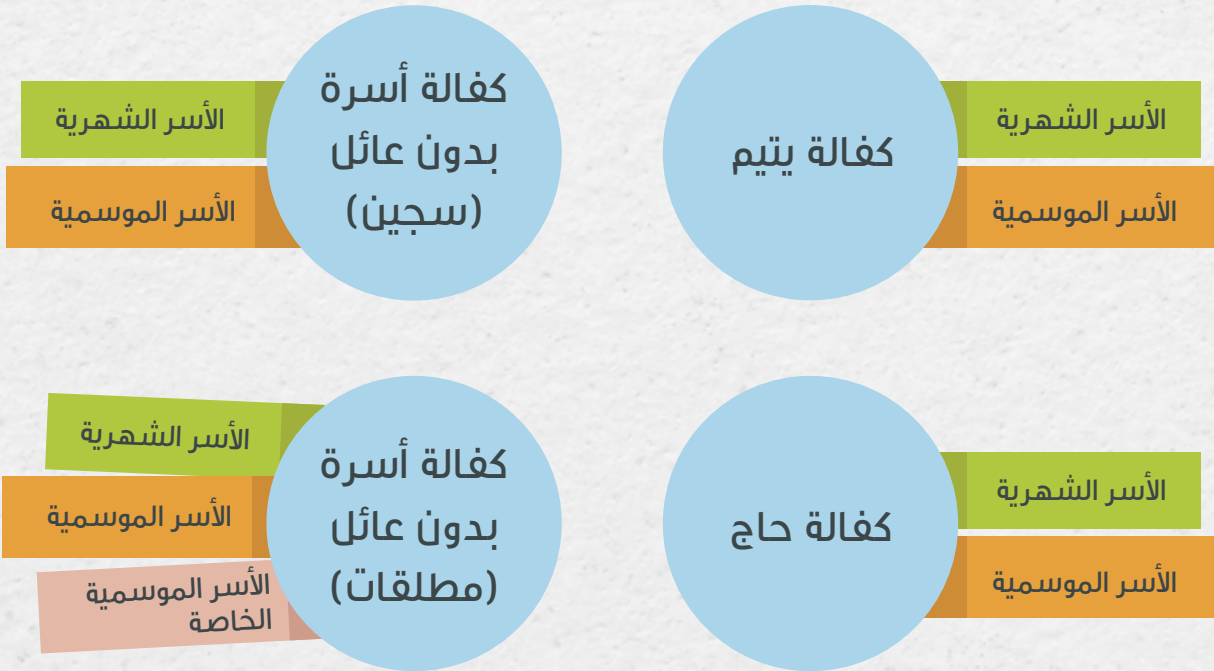 كفالة يتيم
الأسر الشهرية
الأسر الموسمية
كفالة أسرة
بدون عائل
(سجين)
الأسر الشهرية
الأسر الموسمية
كفالة حاج
الأسر الشهرية
الأسر الموسمية
كفالة أسرة
بدون عائل
(مطلقات)
الأسر الشهرية
الأسر الموسمية
الأسر الموسمية
الخاصة